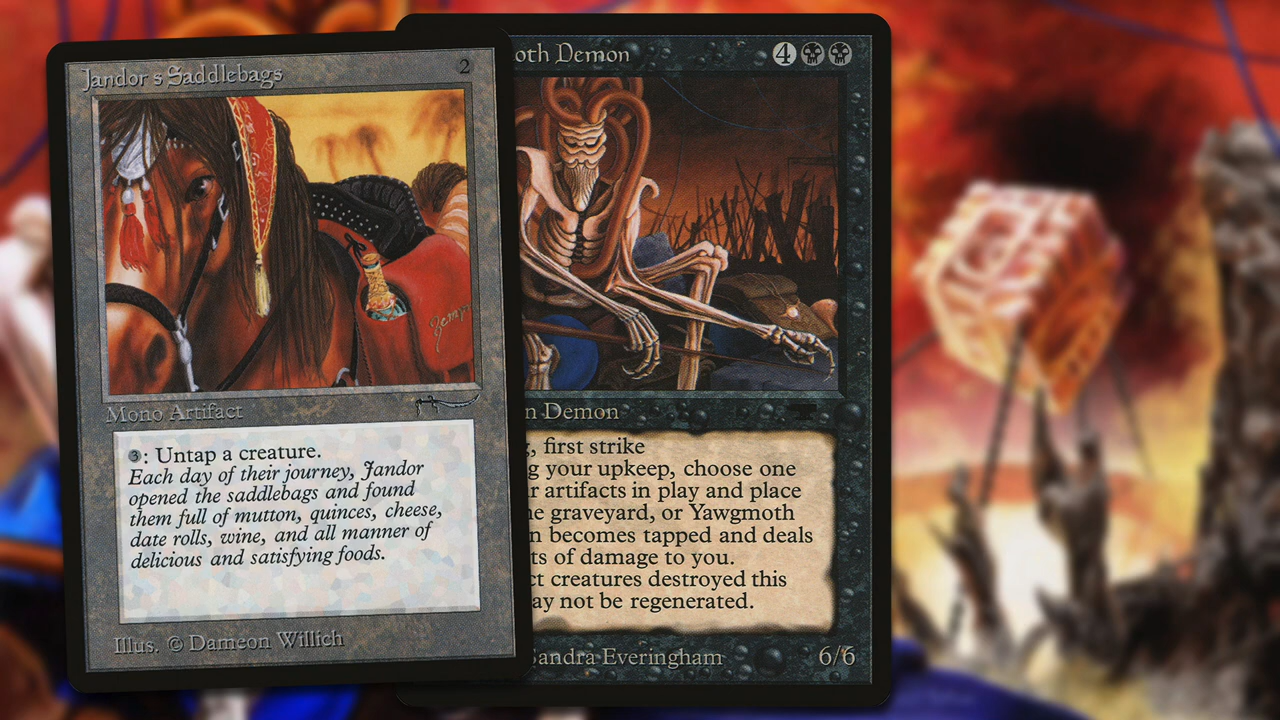 Jandor's Saddlebags 2
Mono Artifact
3: Untap a creature.
Each day of their journey, Jandor
opened the saddlebags and found
them full of mutton, quinces, cheese,
date rolls, wine, and all manner of
delicious and satisfying foods.
Illus. © Dameon Willich
oth Demon 4
n Demon
g, first strike
g your upkeep, choose one
r artifacts in play and place
e graveyard, or Yawgmoth
n becomes tapped and deals
ts of damage to you.
ct creatures destroyed this
ay not be regenerated.
Sandra Everingham 6/6